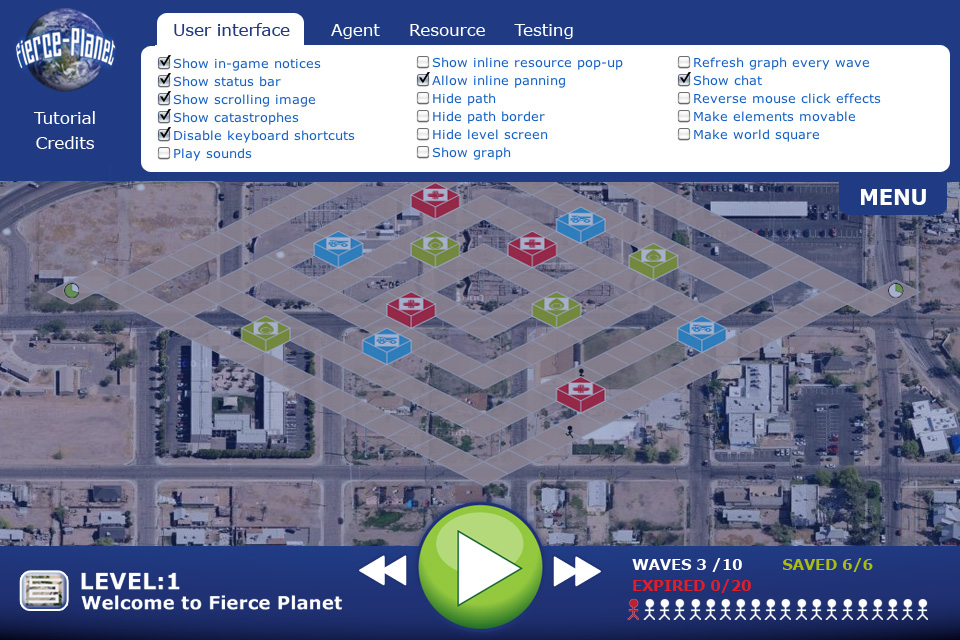 Fierce-Planet
Tutorial
Credits
User interface
Agent
Resource
Testing
Show in-game notices
Show status bar
Show scrolling image
Show catastrophes
Disable keyboard shortcuts
Play sounds
Show inline resource pop-up
Allow inline panning
Hide path
Hide path border
Hide level screen
Show graph
Refresh graph every wave
Show chat
Reverse mouse click effects
Make elements movable
Make world square
MENU
LEVEL:1
Welcome to Fierce Planet
WAVES 3 /10
SAVED 6/6
EXPIRED 0/20